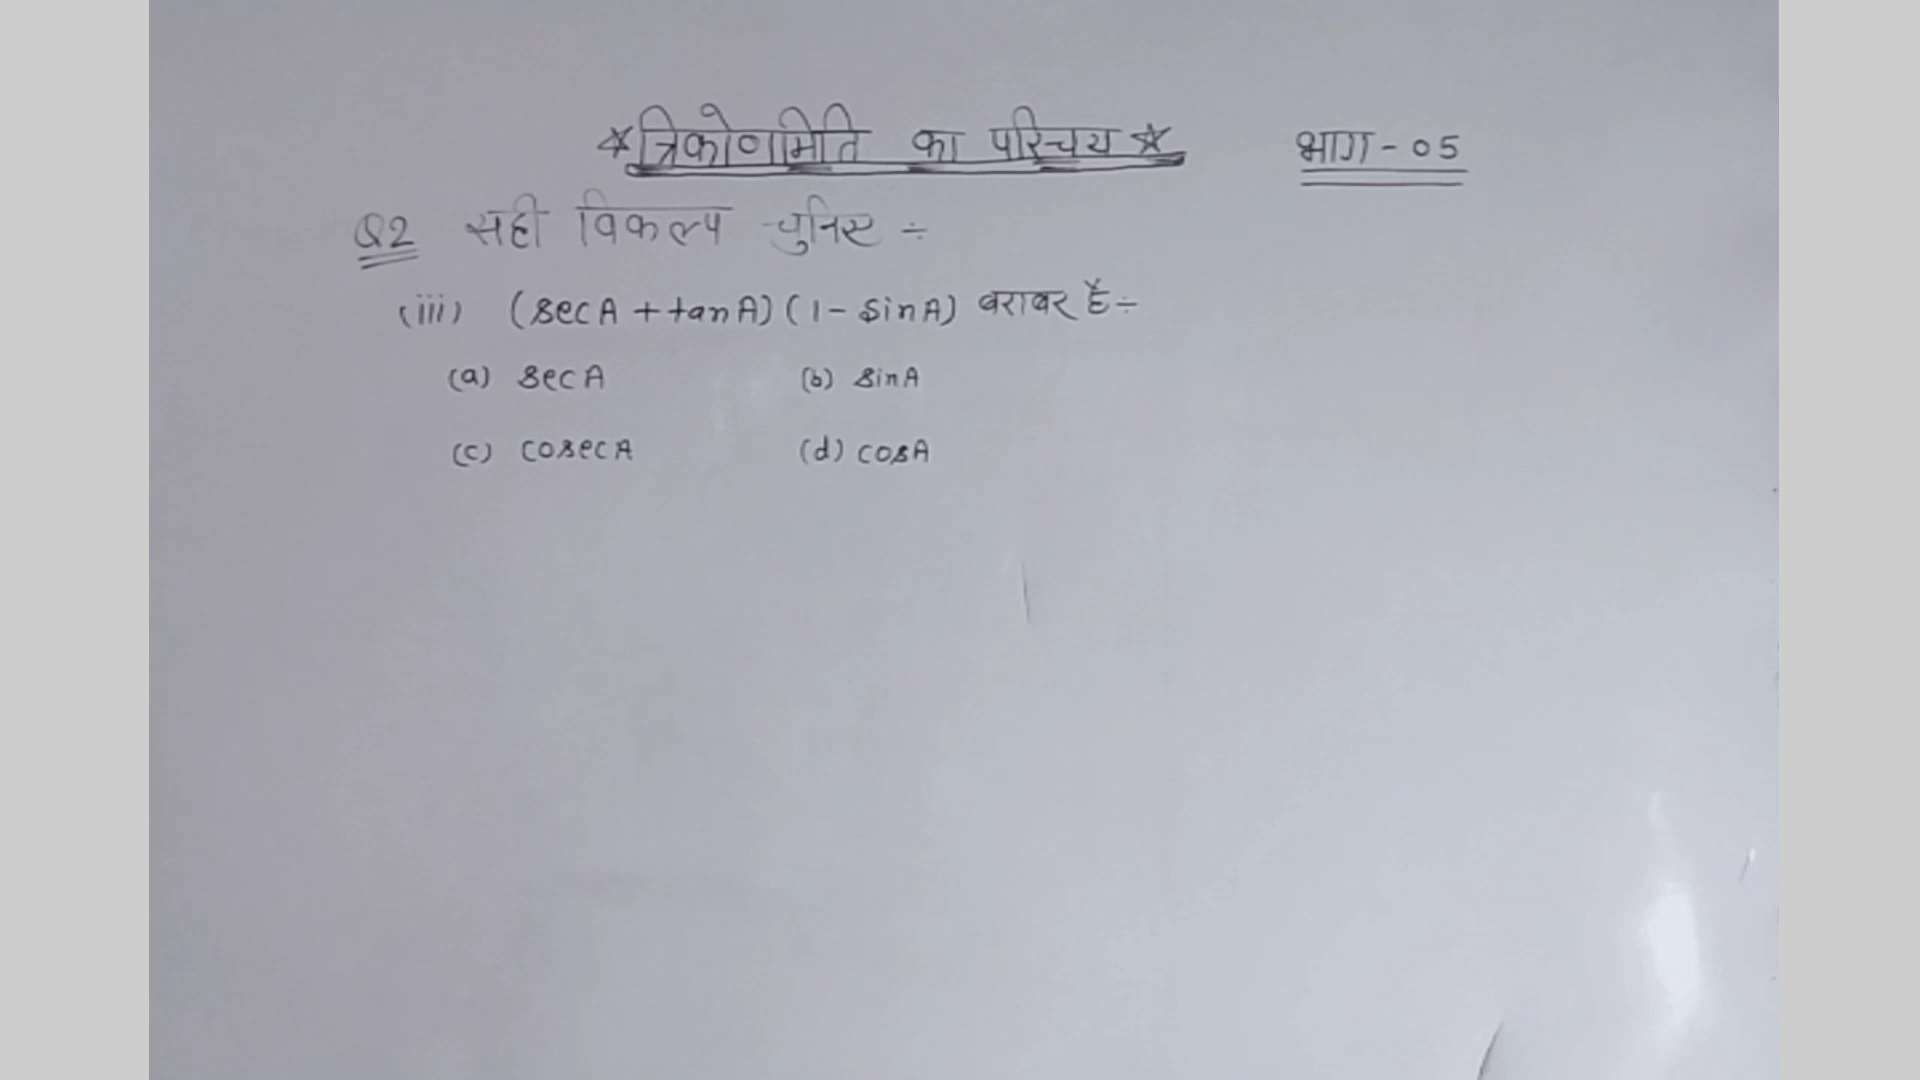 ☆ त्रिकोणमिति का परिचय ☆ भाग - 05
Q2 सही विकल्प चुनिए ÷
(iii) (secA + tanA) (1 - sinA) बराबर है ÷
(a) secA (b) sinA
(c) cosecA (d) cosA